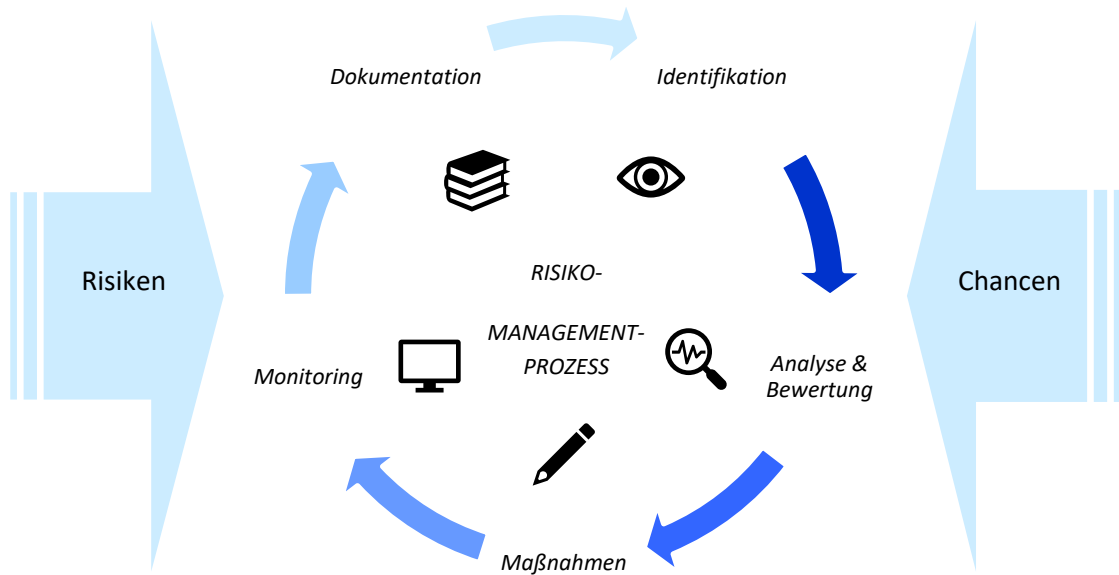 Dokumentation
Identifikation
Risiken
RISIKO-
MANAGEMENT-
PROZESS
Chancen
Monitoring
Analyse &
Bewertung
Maßnahmen